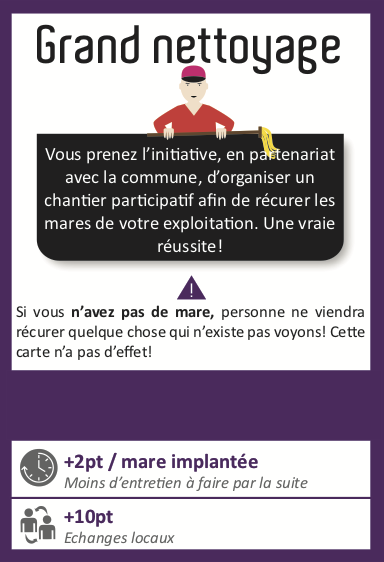 Grand nettoyage
Vous prenez l'initiative, en partenariat
avec la commune, d'organiser un
chantier participatif afin de récurer les
mares de votre exploitation. Une vraie
réussite!
!
Si vous n'avez pas de mare, personne ne viendra
récurer quelque chose qui n'existe pas voyons! Cette
carte n'a pas d'effet!
+2pt / mare implantée
Moins d'entretien à faire par la suite
+10pt
Echanges locaux